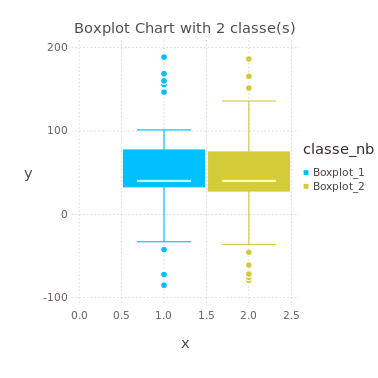 Boxplot Chart with 2 classe(s)
200
100
0
-100
y
0.0 0.5 1.0 1.5 2.0 2.5
x
classe_nb
Boxplot_1
Boxplot_2